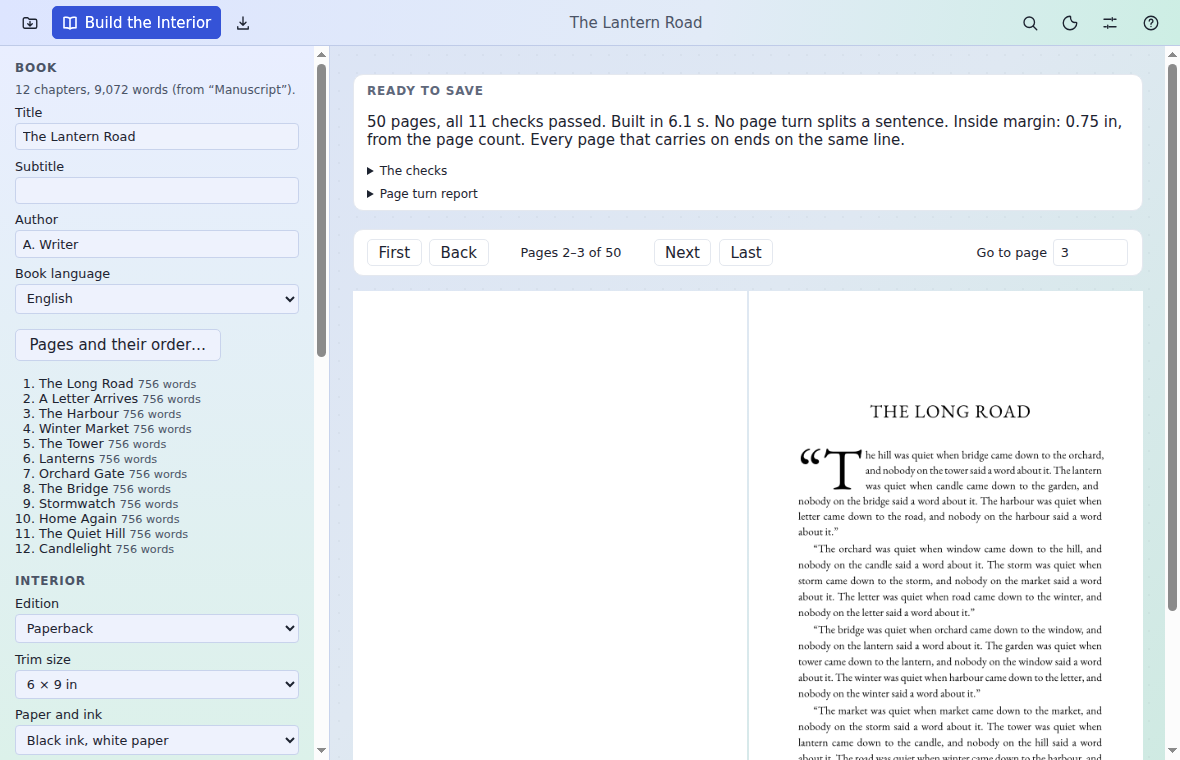 Build the Interior
The Lantern Road
BOOK
12 chapters, 9,072 words (from “Manuscript”).
Title
The Lantern Road
Subtitle
Author
A. Writer
Book language
English
Pages and their order…
1. The Long Road 756 words
2. A Letter Arrives 756 words
3. The Harbour 756 words
4. Winter Market 756 words
5. The Tower 756 words
6. Lanterns 756 words
7. Orchard Gate 756 words
8. The Bridge 756 words
9. Stormwatch 756 words
10. Home Again 756 words
11. The Quiet Hill 756 words
12. Candlelight 756 words
INTERIOR
Edition
Paperback
Trim size
6 × 9 in
Paper and ink
Black ink, white paper
READY TO SAVE
50 pages, all 11 checks passed. Built in 6.1 s. No page turn splits a sentence. Inside margin: 0.75 in,
from the page count. Every page that carries on ends on the same line.
The checks
Page turn report
First
Back
Pages 2–3 of 50
Next
Last
Go to page
3
THE LONG ROAD
“The hill was quiet when bridge came down to the orchard,
and nobody on the tower said a word about it. The lantern
was quiet when candle came down to the garden, and
nobody on the bridge said a word about it. The harbour was quiet when
letter came down to the road, and nobody on the harbour said a word
about it.”
“The orchard was quiet when window came down to the hill, and
nobody on the candle said a word about it. The storm was quiet when
storm came down to the storm, and nobody on the market said a word
about it. The letter was quiet when road came down to the winter, and
nobody on the letter said a word about it.”
“The bridge was quiet when orchard came down to the window, and
nobody on the lantern said a word about it. The garden was quiet when
tower came down to the lantern, and nobody on the window said a word
about it. The winter was quiet when harbour came down to the letter, and
nobody on the winter said a word about it.”
“The market was quiet when market came down to the market, and
nobody on the storm said a word about it. The tower was quiet when
lantern came down to the candle, and nobody on the hill said a word
about it. The road was quiet when winter came down to the harbour, and